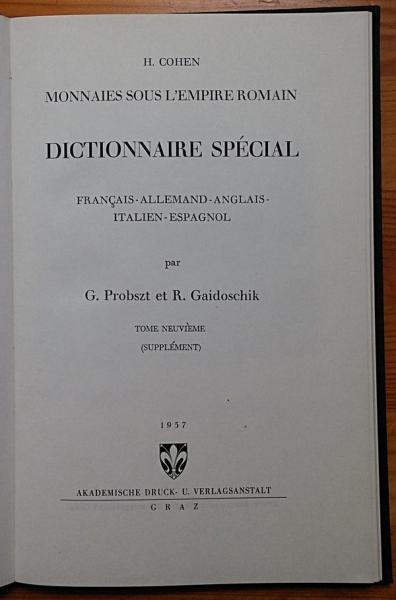 H. COHEN
MONNAIES SOUS L'EMPIRE ROMAIN
DICTIONNAIRE SPÉCIAL
FRANÇAIS-ALLEMAND-ANGLAIS-
ITALIEN-ESPAGNOL
par
G. Probszt et R. Gaidoschik
TOME NEUVIÈME
(SUPPLÉMENT)
1957
AKADEMISCHE DRUCK- U. VERLAGSANSTALT
GRAZ